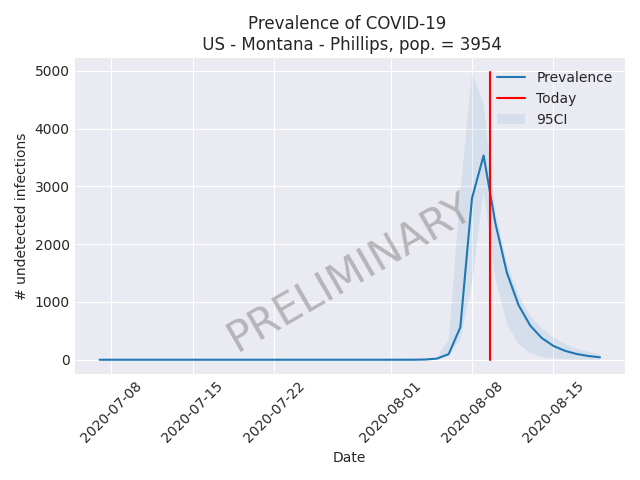 Prevalence of COVID-19
US - Montana - Phillips, pop. = 3954
5000
4000
3000
2000
1000
0
# undetected infections
Prevalence
Today
95CI
PRELIMINARY
2020-07-08
2020-07-15
2020-07-22
2020-08-01
2020-08-08
2020-08-15
Date